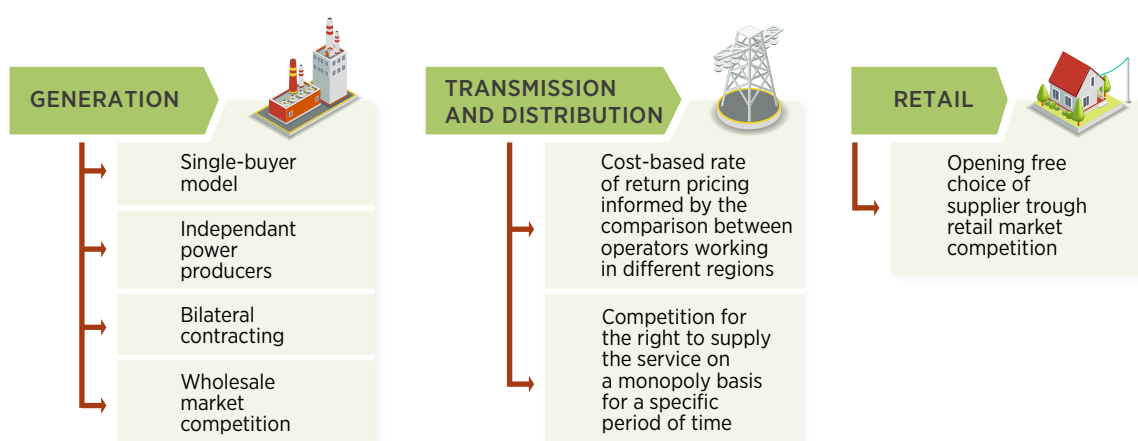 GENERATION
Single-buyer
model
Independant
power
producers
Bilateral
contracting
Wholesale
market
competition
TRANSMISSION
AND DISTRIBUTION
Cost-based rate
of return pricing
informed by the
comparison between
operators working
in different regions
Competition for
the right to supply
the service on
a monopoly basis
for a specific
period of time
RETAIL
Opening free
choice of
supplier trough
retail market
competition